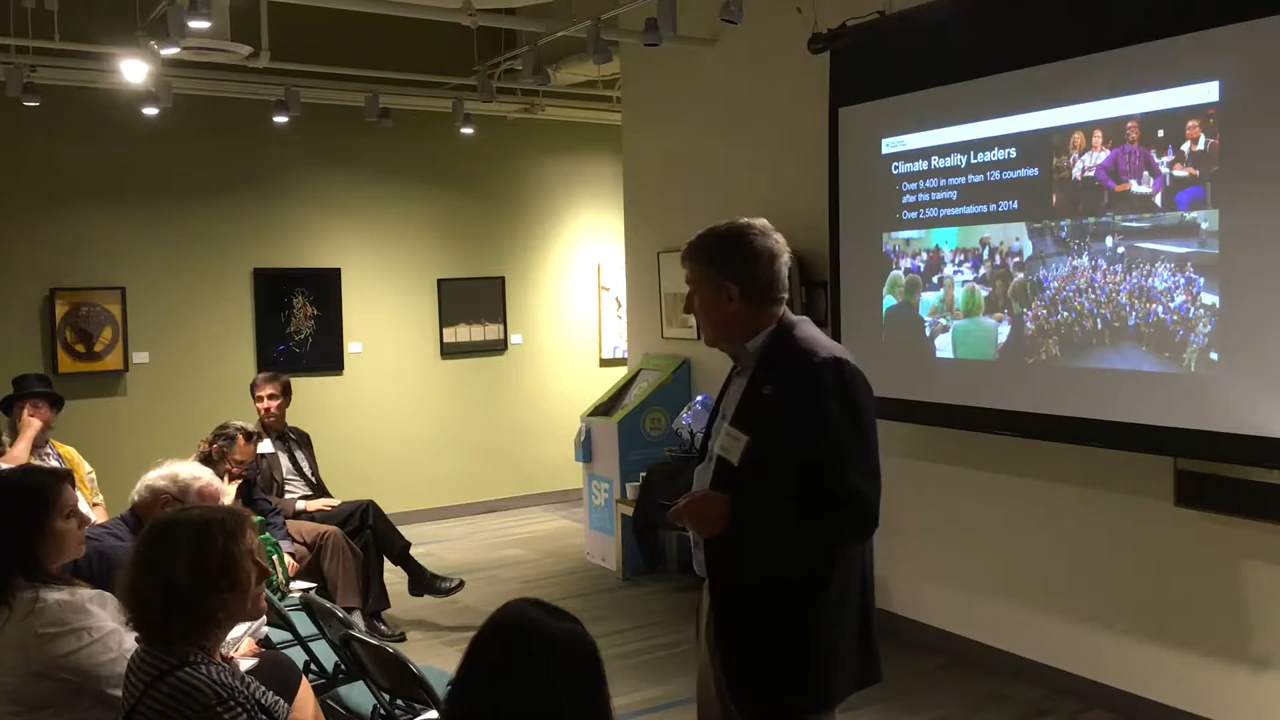 Climate Reality Leaders
· Over 9,400 in more than 126 countries
after this training
· Over 2,500 presentations in 2014
SF